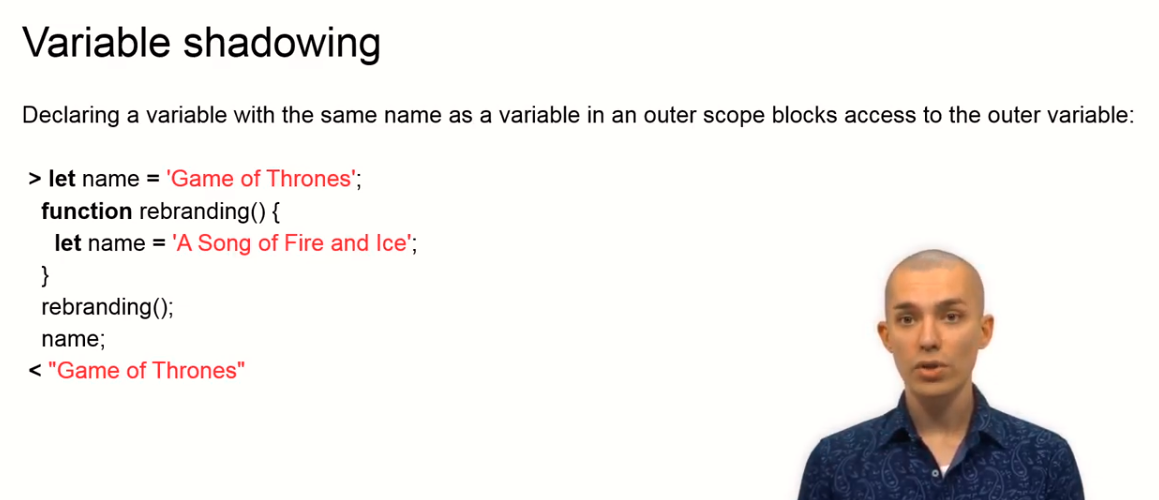 Variable shadowing
Declaring a variable with the same name as a variable in an outer scope blocks access to the outer variable:
> let name = 'Game of Thrones';
function rebranding() {
let name = 'A Song of Fire and Ice';
}
rebranding();
name;
< "Game of Thrones"